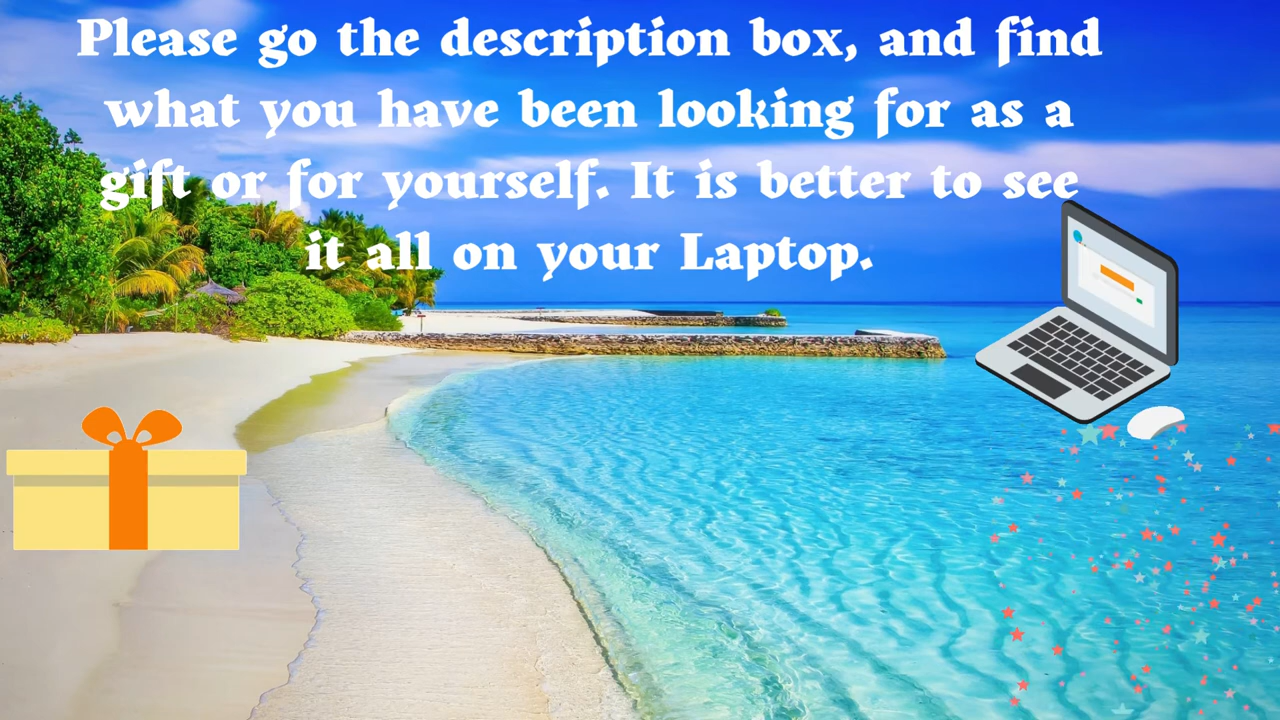 Please go the description box, and find
what you have been looking for as a
gift or for yourself. It is better to see
it all on your Laptop.